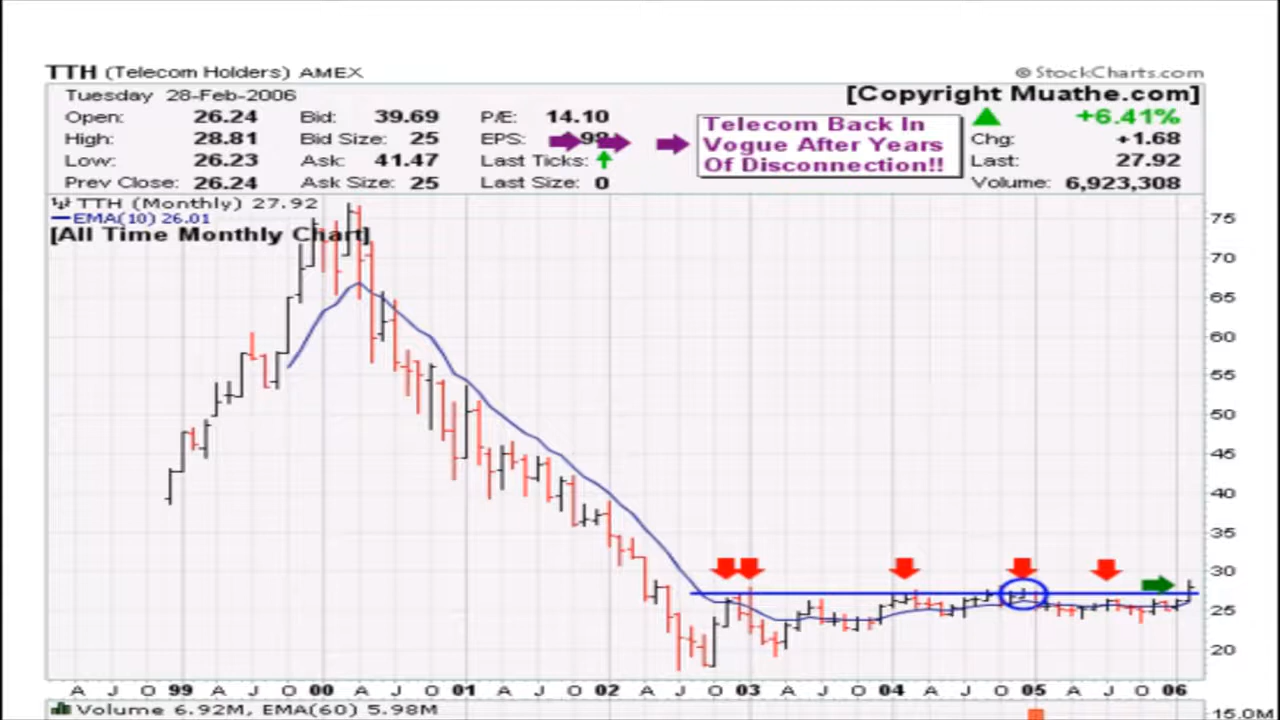 TTH (Telecom Holders) AMEX
© StockCharts.com
Tuesday 28-Feb-2006
[Copyright Muathe.com]
Open: 26.24 Bid: 39.69 P/E: 14.10
+6.41%
High: 28.81 Bid Size: 25 EPS:
Chg: +1.68
Low: 26.23 Ask: 41.47 Last Ticks:
Last: 27.92
Prev Close: 26.24 Ask Size: 25 Last Size: 0
Volume: 6,923,308
Telecom Back In
Vogue After Years
Of Disconnection!!
TTH (Monthly) 27.92
EMA(10) 26.01
[All Time Monthly Chart]
75
70
65
60
55
50
45
40
35
30
25
20
A J O 99 A J O 00 A J O 01 A J O 02 A J O 03 A J O 04 A J O 05 A J O 06
Volume 6.92M, EMA(60) 5.98M
15.0M